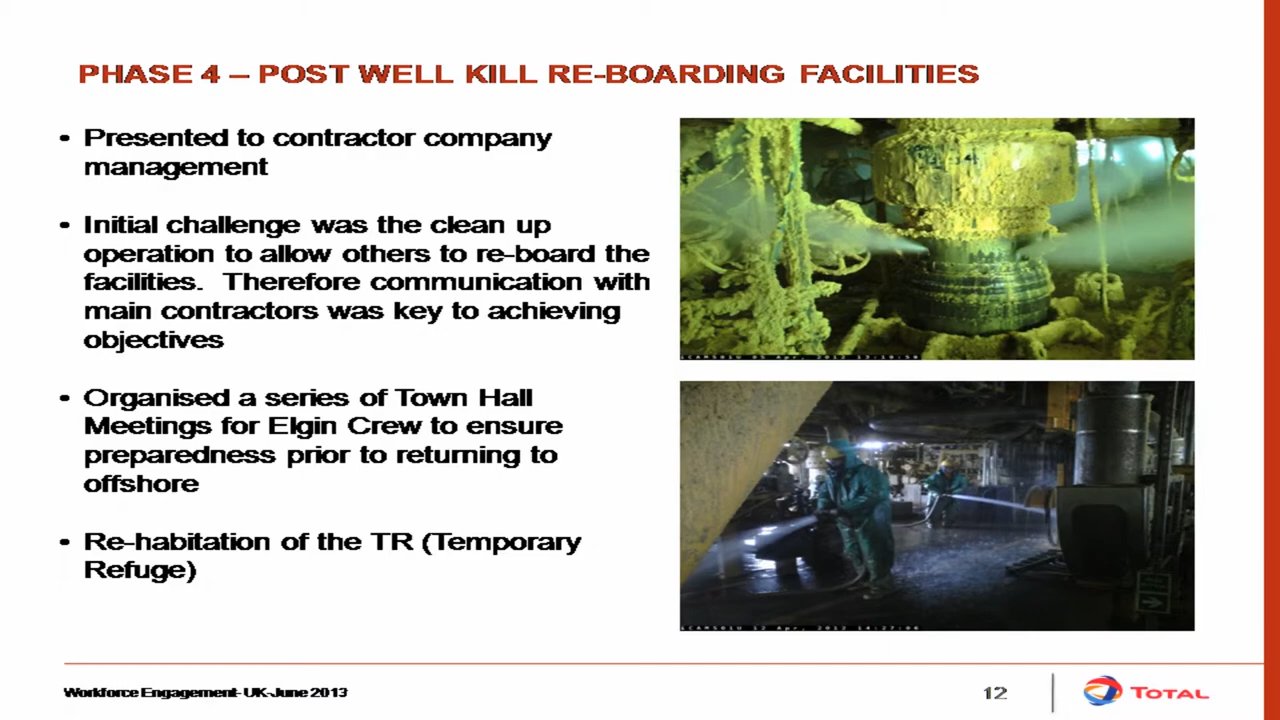 PHASE 4 – POST WELL KILL RE-BOARDING FACILITIES
• Presented to contractor company
management
• Initial challenge was the clean up
operation to allow others to re-board the
facilities. Therefore communication with
main contractors was key to achieving
objectives
• Organised a series of Town Hall
Meetings for Elgin Crew to ensure
preparedness prior to returning to
offshore
• Re-habitation of the TR (Temporary
Refuge)
Workforce Engagement- UK-June 2013
12
TOTAL